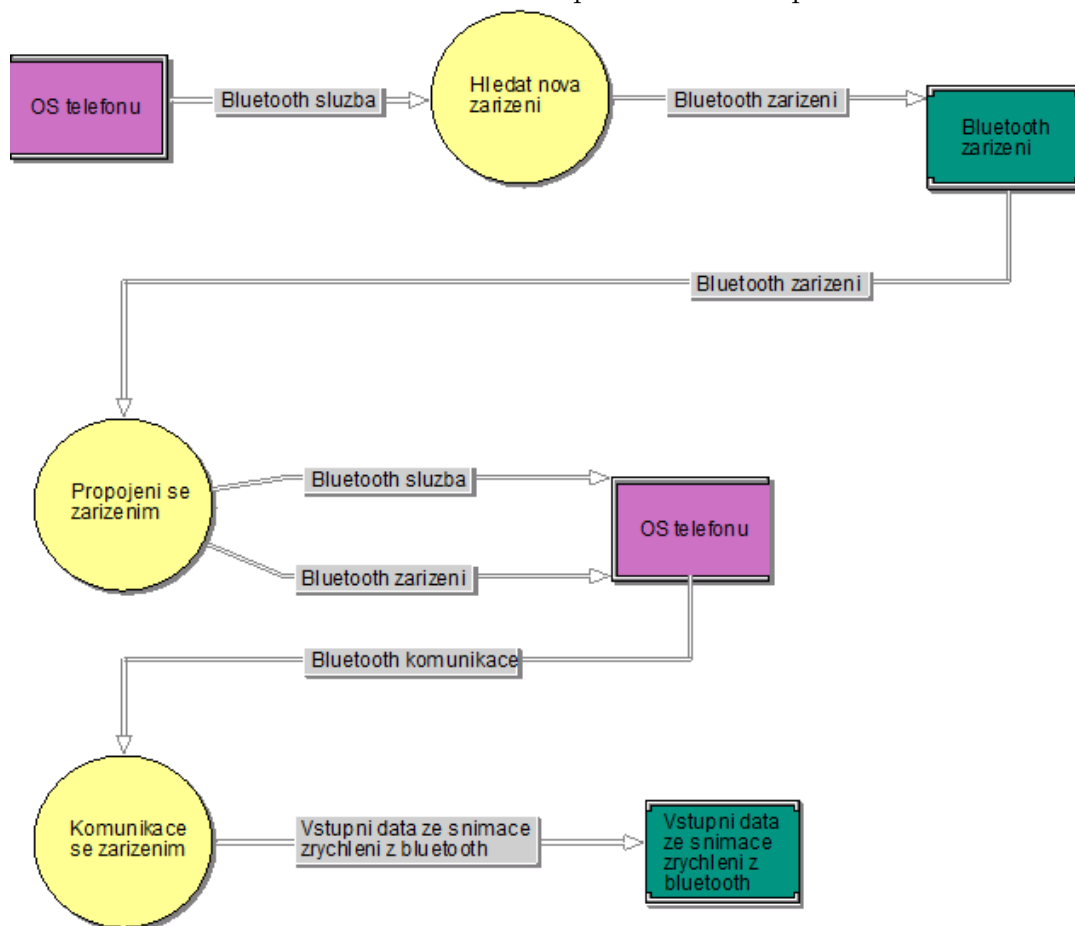 OS telefonu
Bluetooth sluzba
Hledat nova
zarizeni
Bluetooth zarizeni
Bluetooth
zarizeni
Bluetooth zarizeni
Propojeni se
zarizenim
Bluetooth sluzba
Bluetooth zarizeni
OS telefonu
Bluetooth komunikace
Komunikace
se zarizenim
Vstupni data ze snimace
zrychleni z bluetooth
Vstupni data
ze snimace
zrychleni z
bluetooth